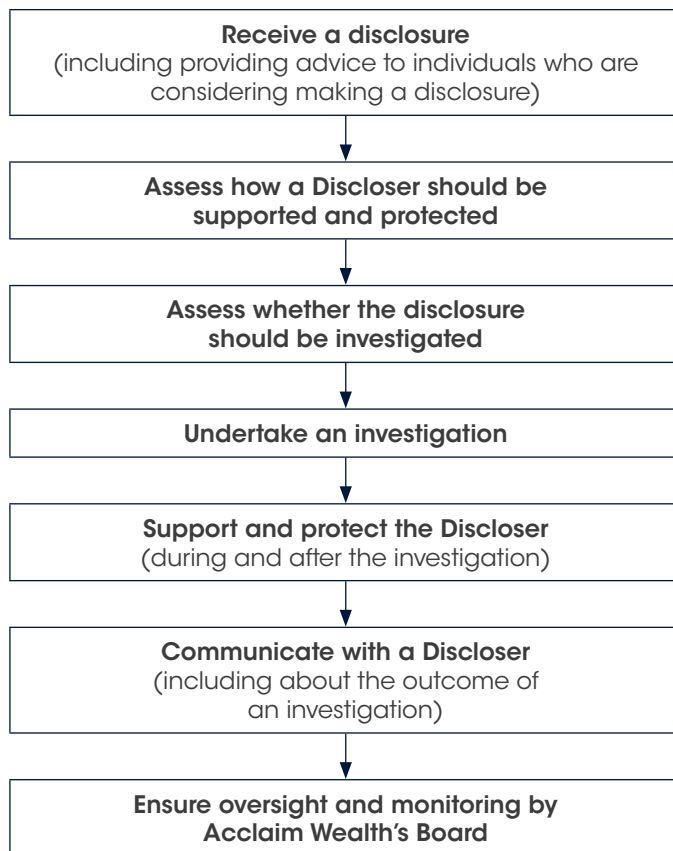 Receive a disclosure
(including providing advice to individuals who are
considering making a disclosure)
Assess how a Discloser should be
supported and protected
Assess whether the disclosure
should be investigated
Undertake an investigation
Support and protect the Discloser
(during and after the investigation)
Communicate with a Discloser
(including about the outcome of
an investigation)
Ensure oversight and monitoring by
Acclaim Wealth's Board